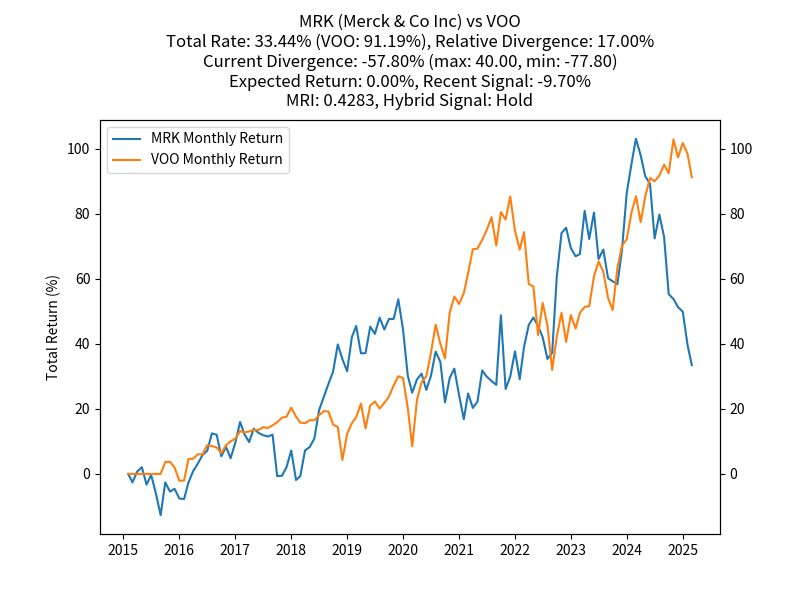 MRK (Merck & Co Inc) vs VOO
Total Rate: 33.44% (VOO: 91.19%), Relative Divergence: 17.00%
Current Divergence: -57.80% (max: 40.00, min: -77.80)
Expected Return: 0.00%, Recent Signal: -9.70%
MRI: 0.4283, Hybrid Signal: Hold
MRK Monthly Return
VOO Monthly Return
Total Return (%)
100
80
60
40
20
0
100
80
60
40
20
0
2015 2016 2017 2018 2019 2020 2021 2022 2023 2024 2025